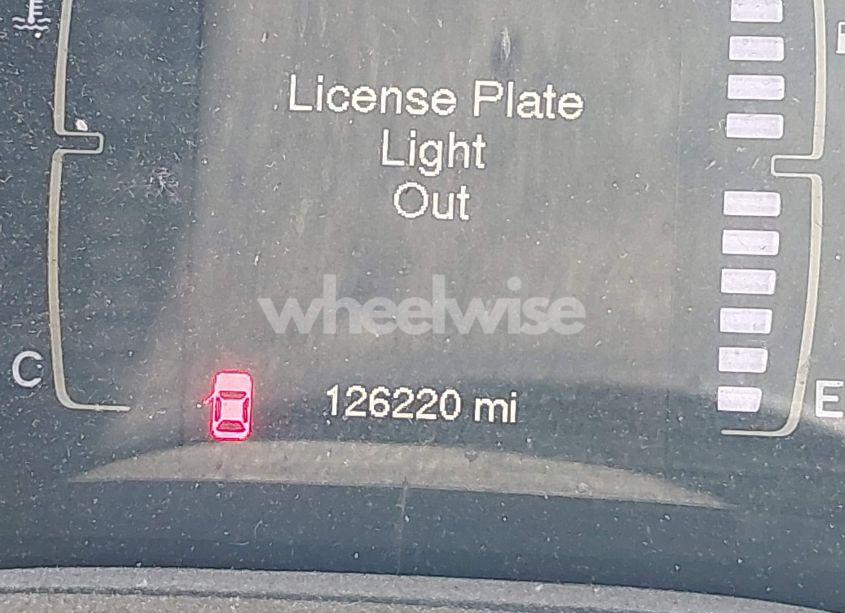 License Plate
Light
Out
wheelwise
C
126220 mi
E